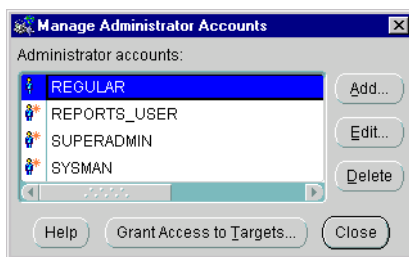 Manage Administrator Accounts
Administrator accounts:
REGULAR
Add...
REPORTS_USER
Edit...
SUPERADMIN
SYSMAN
Delete
Help
Grant Access to Targets...
Close